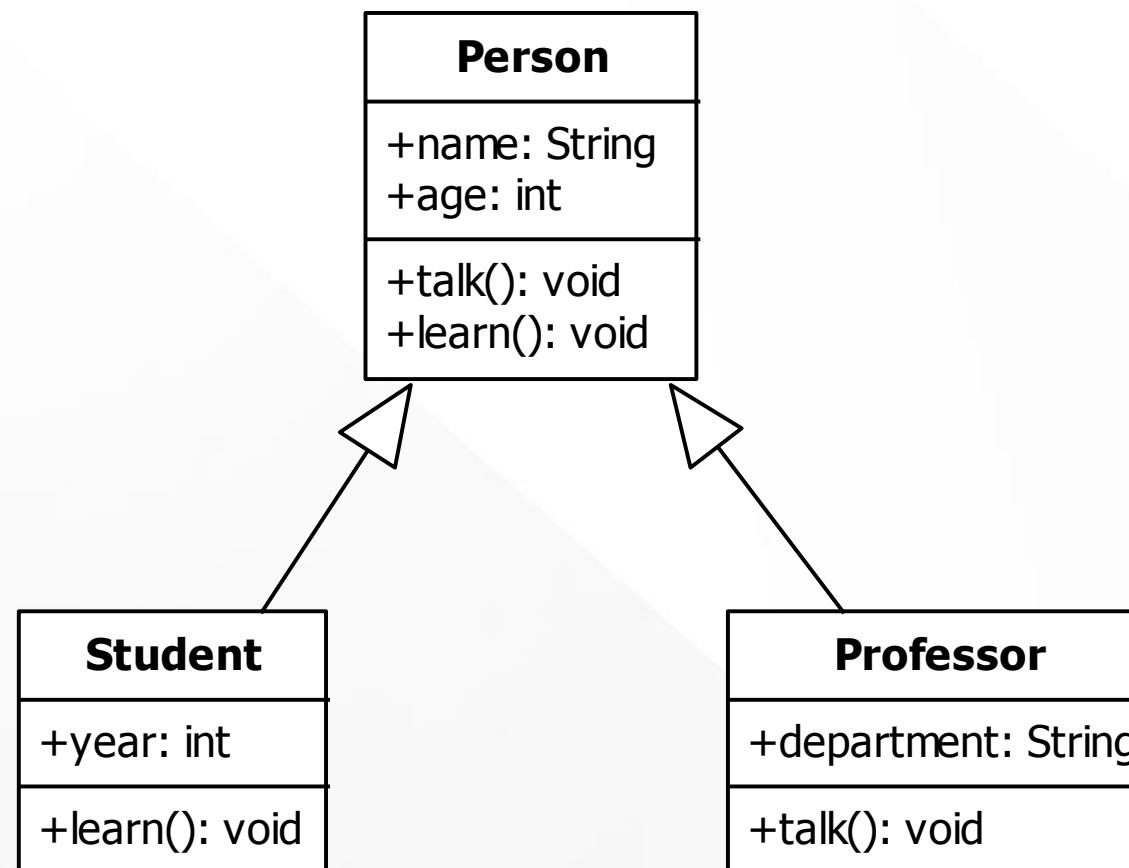 Person
+name: String
+age: int
+talk(): void
+learn(): void
Student
+year: int
+learn(): void
Professor
+department: String
+talk(): void